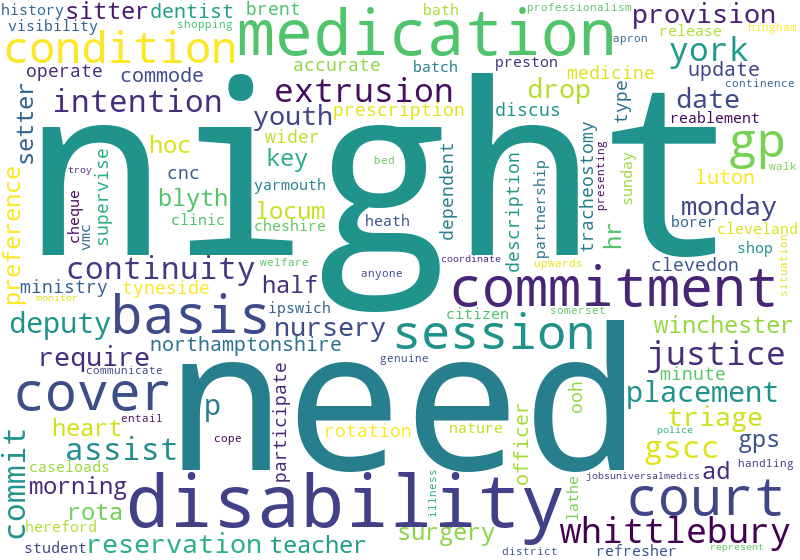 history
sitter
dentist
brent
bath
professionalism
provision
visibility
shopping
condition
medication
apron
release
hingham
operate
commode
accurate
batch
preston
medicine
york
update
intention
extrusion
drop
type
date
continence
setter
youth
prescription
discus
reablement
hoc
wider
key
cnc
night
gp
troy
supervise
bed
dependent
description
partnership
tracheostomy
presenting
sunday
walk
luton
preference
cheque
vmc
blyth
yarmouth
clinic
locum
cheshire
heath
hr
monday
borer
cleveland
shop
situation
continuity
welfare
anyone
coordinate
upwards
clevedon
ministry
tyneside
half
ipswich
commitment
monitor
deputy
basis
nursery
citizen
somerset
session
winchester
northamptonshire
genuine
minute
require
communicate
justice
cover
p
participate
need
placement
entail
heart
cope
rotation
nature
officer
ooh
triage
police
commit
assist
gscc
gps
caseloads
illness
lathe
jobsuniversalmedics
ad
handling
morning
rota
disability
court
hereford
surgery
whittlebury
student
reservation
teacher
district
refresher
represent